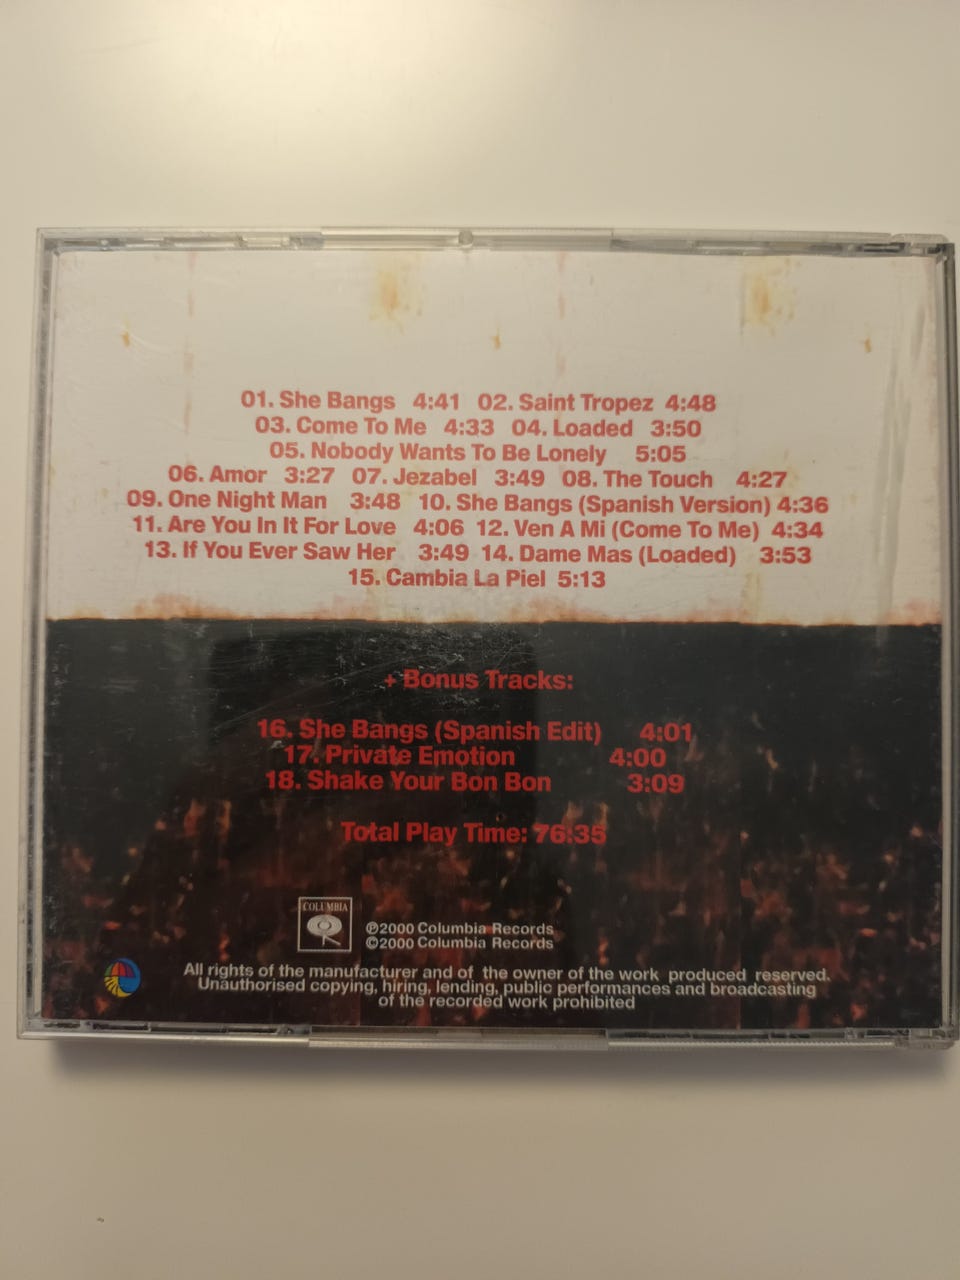 01. She Bangs 4:41 02. Saint Tropez 4:48
03. Come To Me 4:33 04. Loaded 3:50
05. Nobody Wants To Be Lonely 5:05
06. Amor 3:27 07. Jezabel 3:49 08. The Touch 4:27
09. One Night Man 3:48 10. She Bangs (Spanish Version) 4:36
11. Are You In It For Love 4:06 12. Ven A Mi (Come To Me) 4:34
13. If You Ever Saw Her 3:49 14. Dame Mas (Loaded) 3:53
15. Cambia La Piel 5:13
+ Bonus Tracks:
16. She Bangs (Spanish Edit) 4:01
17. Private Emotion 4:00
18. Shake Your Bon Bon 3:09
Total Play Time: 76:35
COLUMBIA
℗2000 Columbia Records
©2000 Columbia Records
All rights of the manufacturer and of the owner of the work produced reserved.
Unauthorised copying, hiring, lending, public performances and broadcasting
of the recorded work prohibited